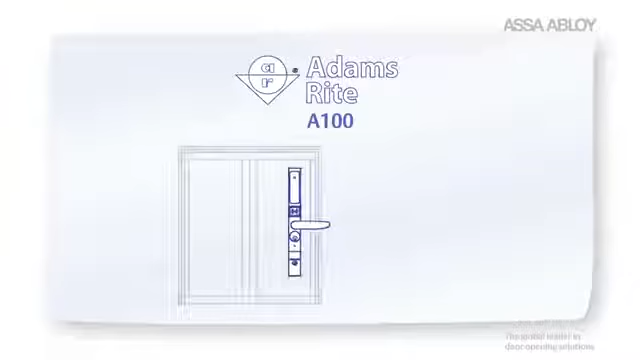 ASSA ABLOY
Adams
Rite
A100
The global leader in
door opening solutions